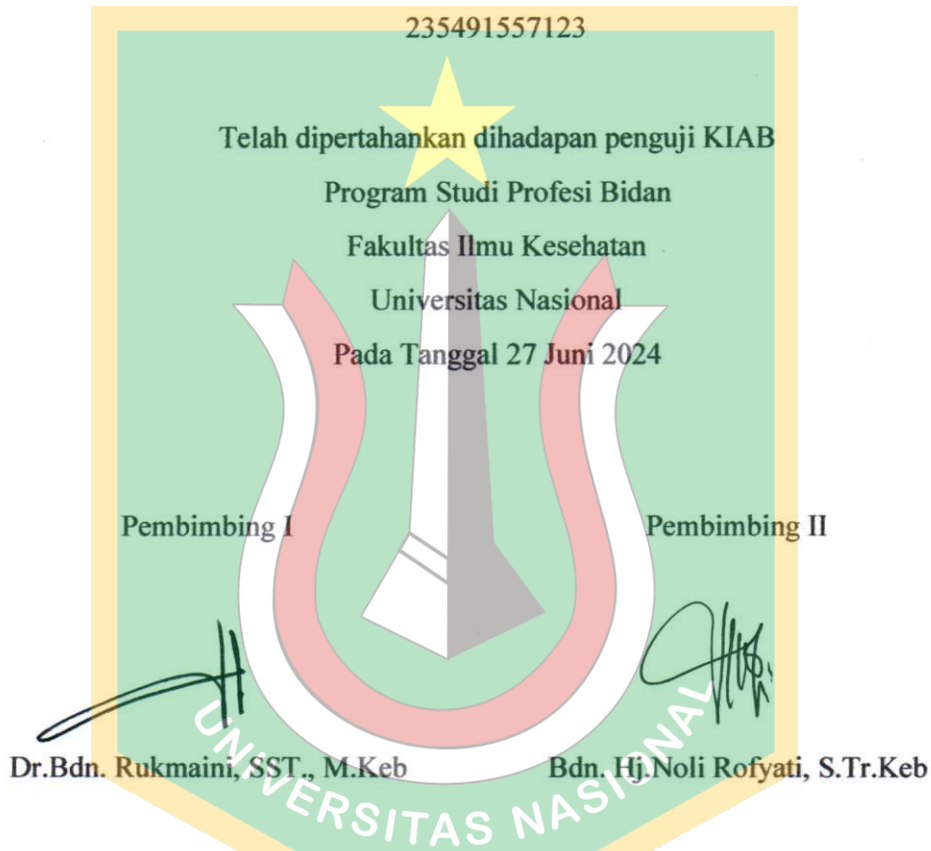 235491557123
Telah dipertahankan dihadapan penguji KIAB
Program Studi Profesi Bidan
Fakultas Ilmu Kesehatan
Universitas Nasional
Pada Tanggal 27 Juni 2024
Pembimbing I Pembimbing II
Dr.Bdn. Rukmaini, SST., M.Keb Bdn. Hj.Noli Rofyati, S.Tr.Keb
UNIVERSITAS NASIONAL